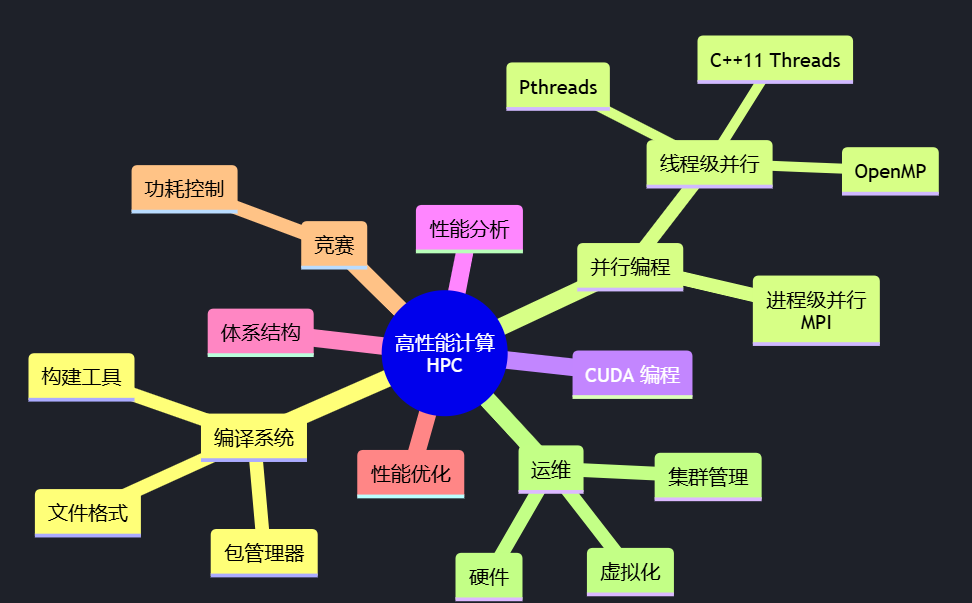 C++11 Threads
Pthreads
线程级并行
OpenMP
功耗控制
竞赛
性能分析
并行编程
进程级并行
MPI
体系结构
高性能计算
HPC
CUDA 编程
构建工具
编译系统
性能优化
运维
集群管理
文件格式
包管理器
硬件
虚拟化